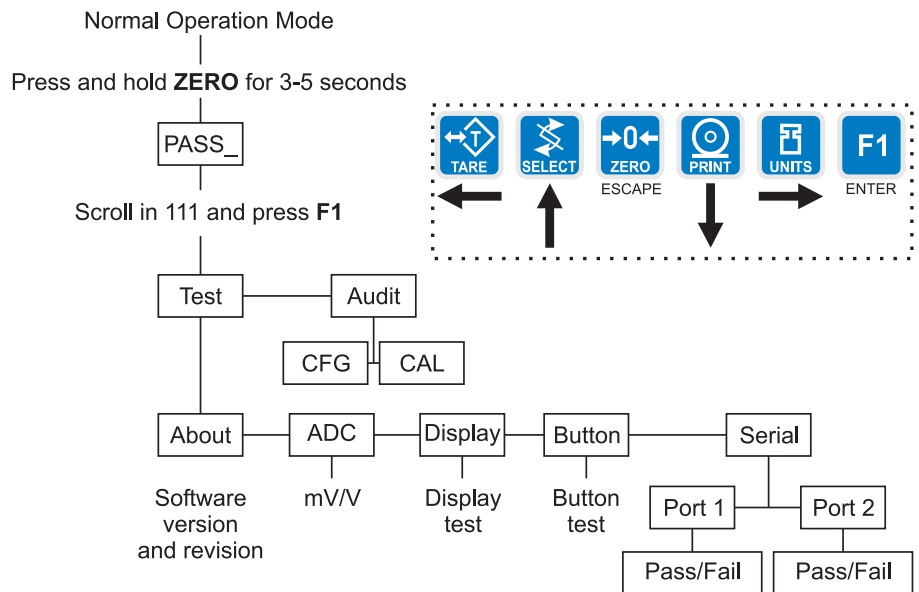 Normal Operation Mode
Press and hold ZERO for 3-5 seconds
PASS_
Scroll in 111 and press F1
T
TARE
SELECT
0
ZERO
PRINT
UNITS
F1
ESCAPE
ENTER
Test
Audit
CFG
CAL
About
ADC
Display
Button
Serial
Software
version
and revision
mV/V
Display
test
Button
test
Port 1
Port 2
Pass/Fail
Pass/Fail